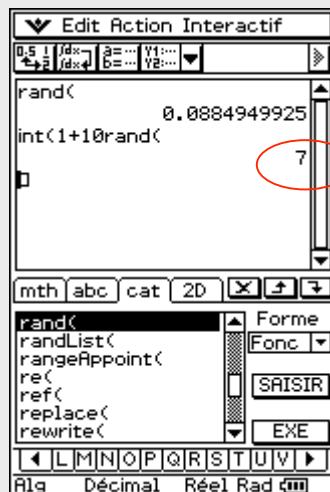 Edit Action Interactif
rand(
0.0884949925
int(1+10rand(
7
mth abc cat 2D
rand(
randList(
rangeAppoint(
re(
ref(
replace(
rewrite(
Forme
Fonc
SAISIR
EXE
L M N O P Q R S T U V
Alg Décimal Réel Rad